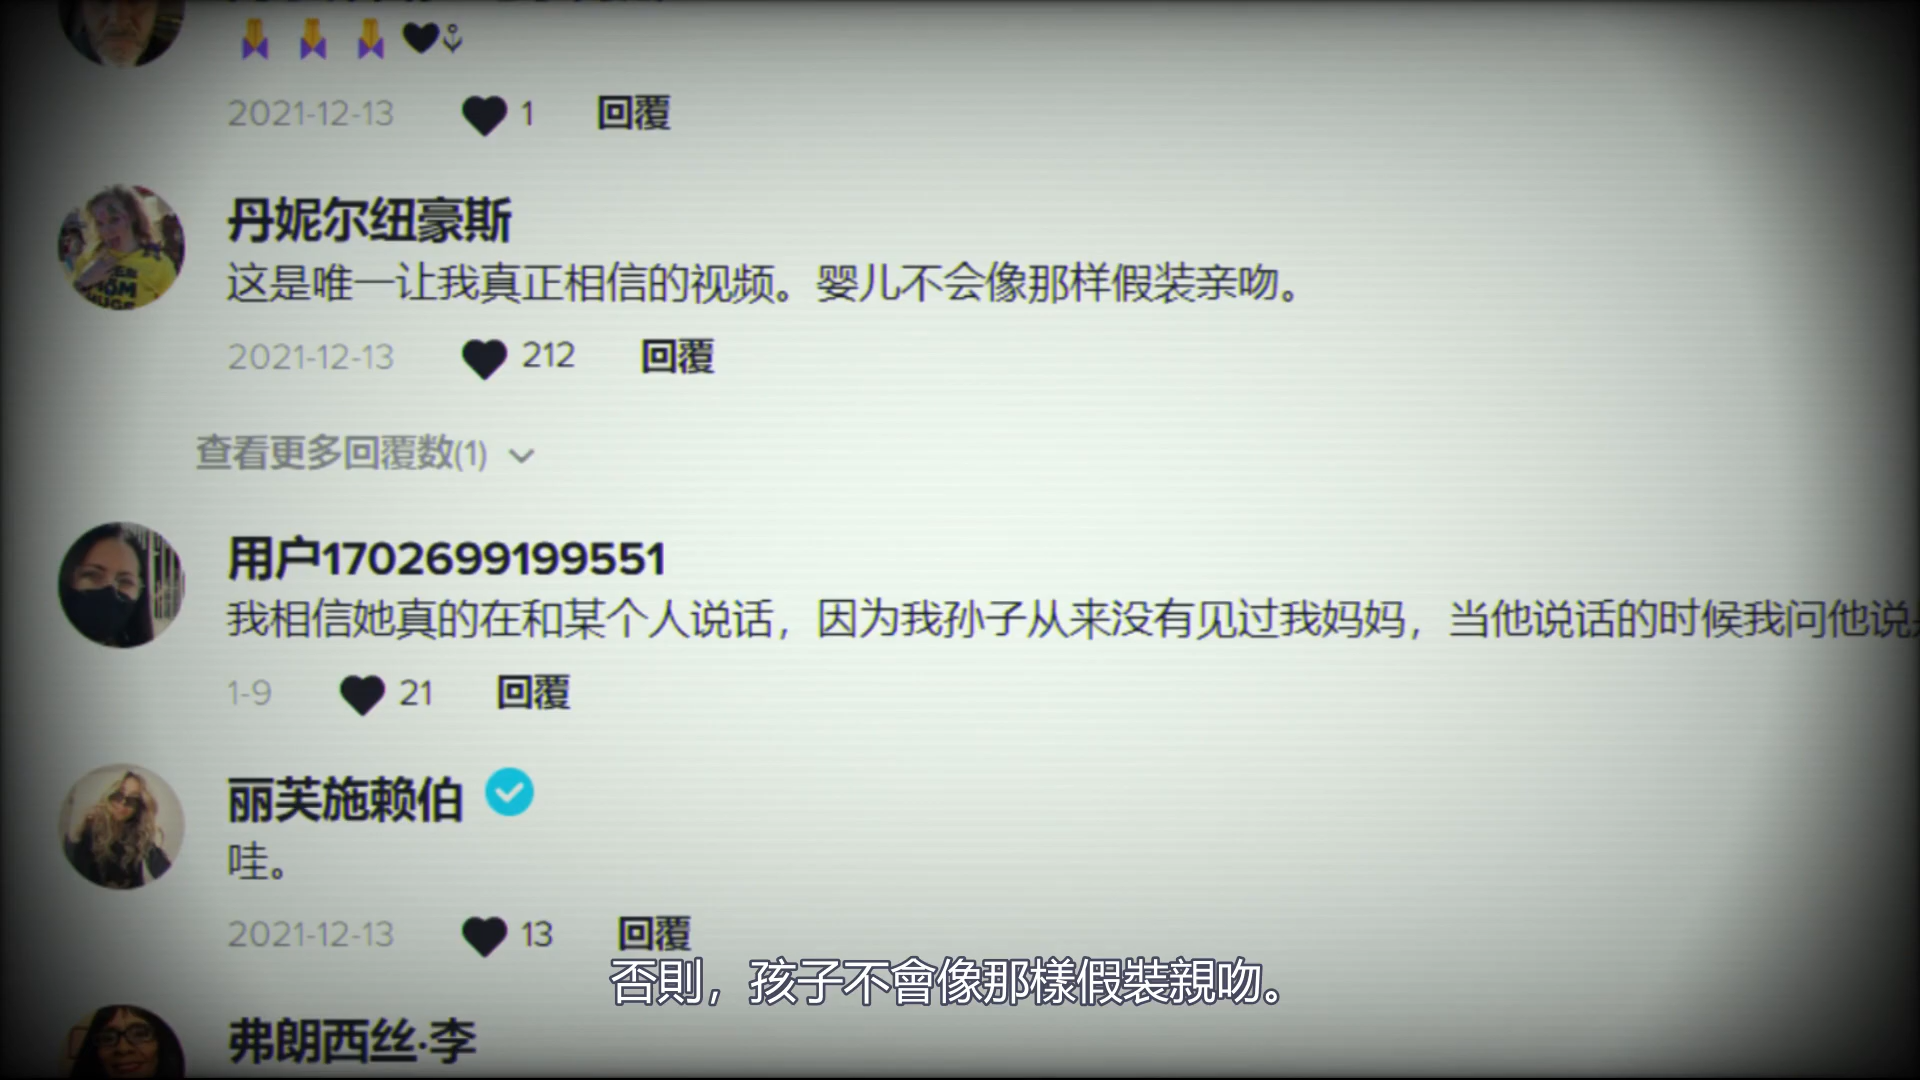 2021-12-13 1 回覆
丹妮尔纽豪斯
这是唯一让我真正相信的视频。婴儿不会像那样假装亲吻。
2021-12-13 212 回覆
查看更多回覆数(1)
用户1702699199551
我相信她真的在和某个人说话，因为我孙子从来没有见过我妈妈，当他说话的时候我问他说
1-9 21 回覆
丽芙施赖伯
哇。
2021-12-13 13 回覆
否則，孩子不會像那樣假裝親吻。
弗朗西丝·李